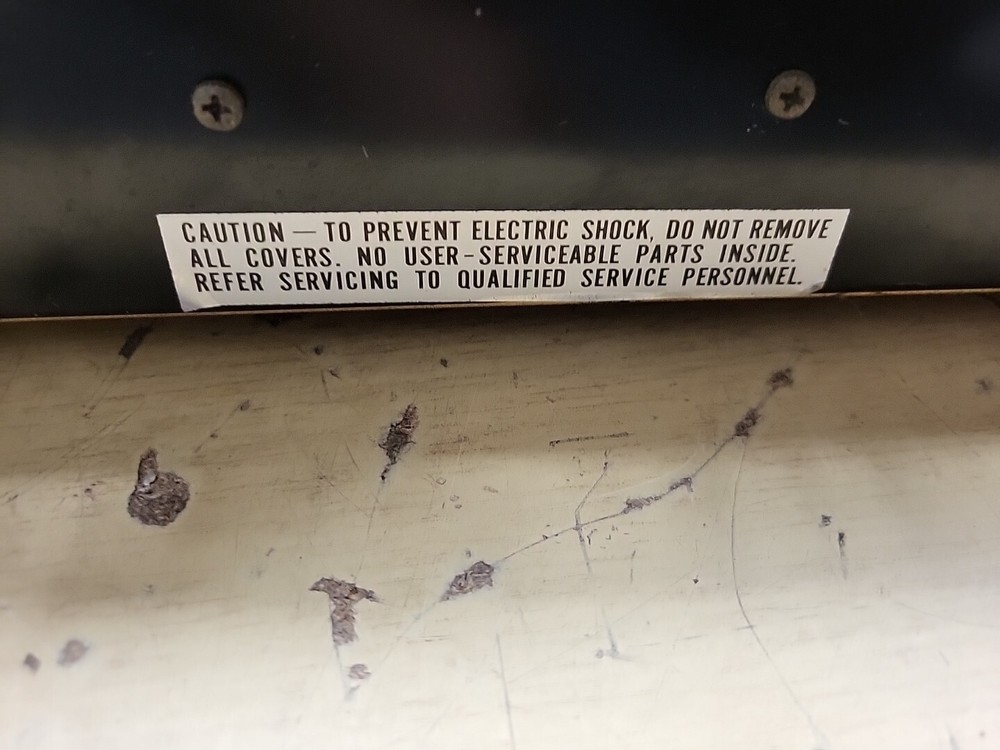 CAUTION — TO PREVENT ELECTRIC SHOCK, DO NOT REMOVE
ALL COVERS. NO USER-SERVICEABLE PARTS INSIDE.
REFER SERVICING TO QUALIFIED SERVICE PERSONNEL.